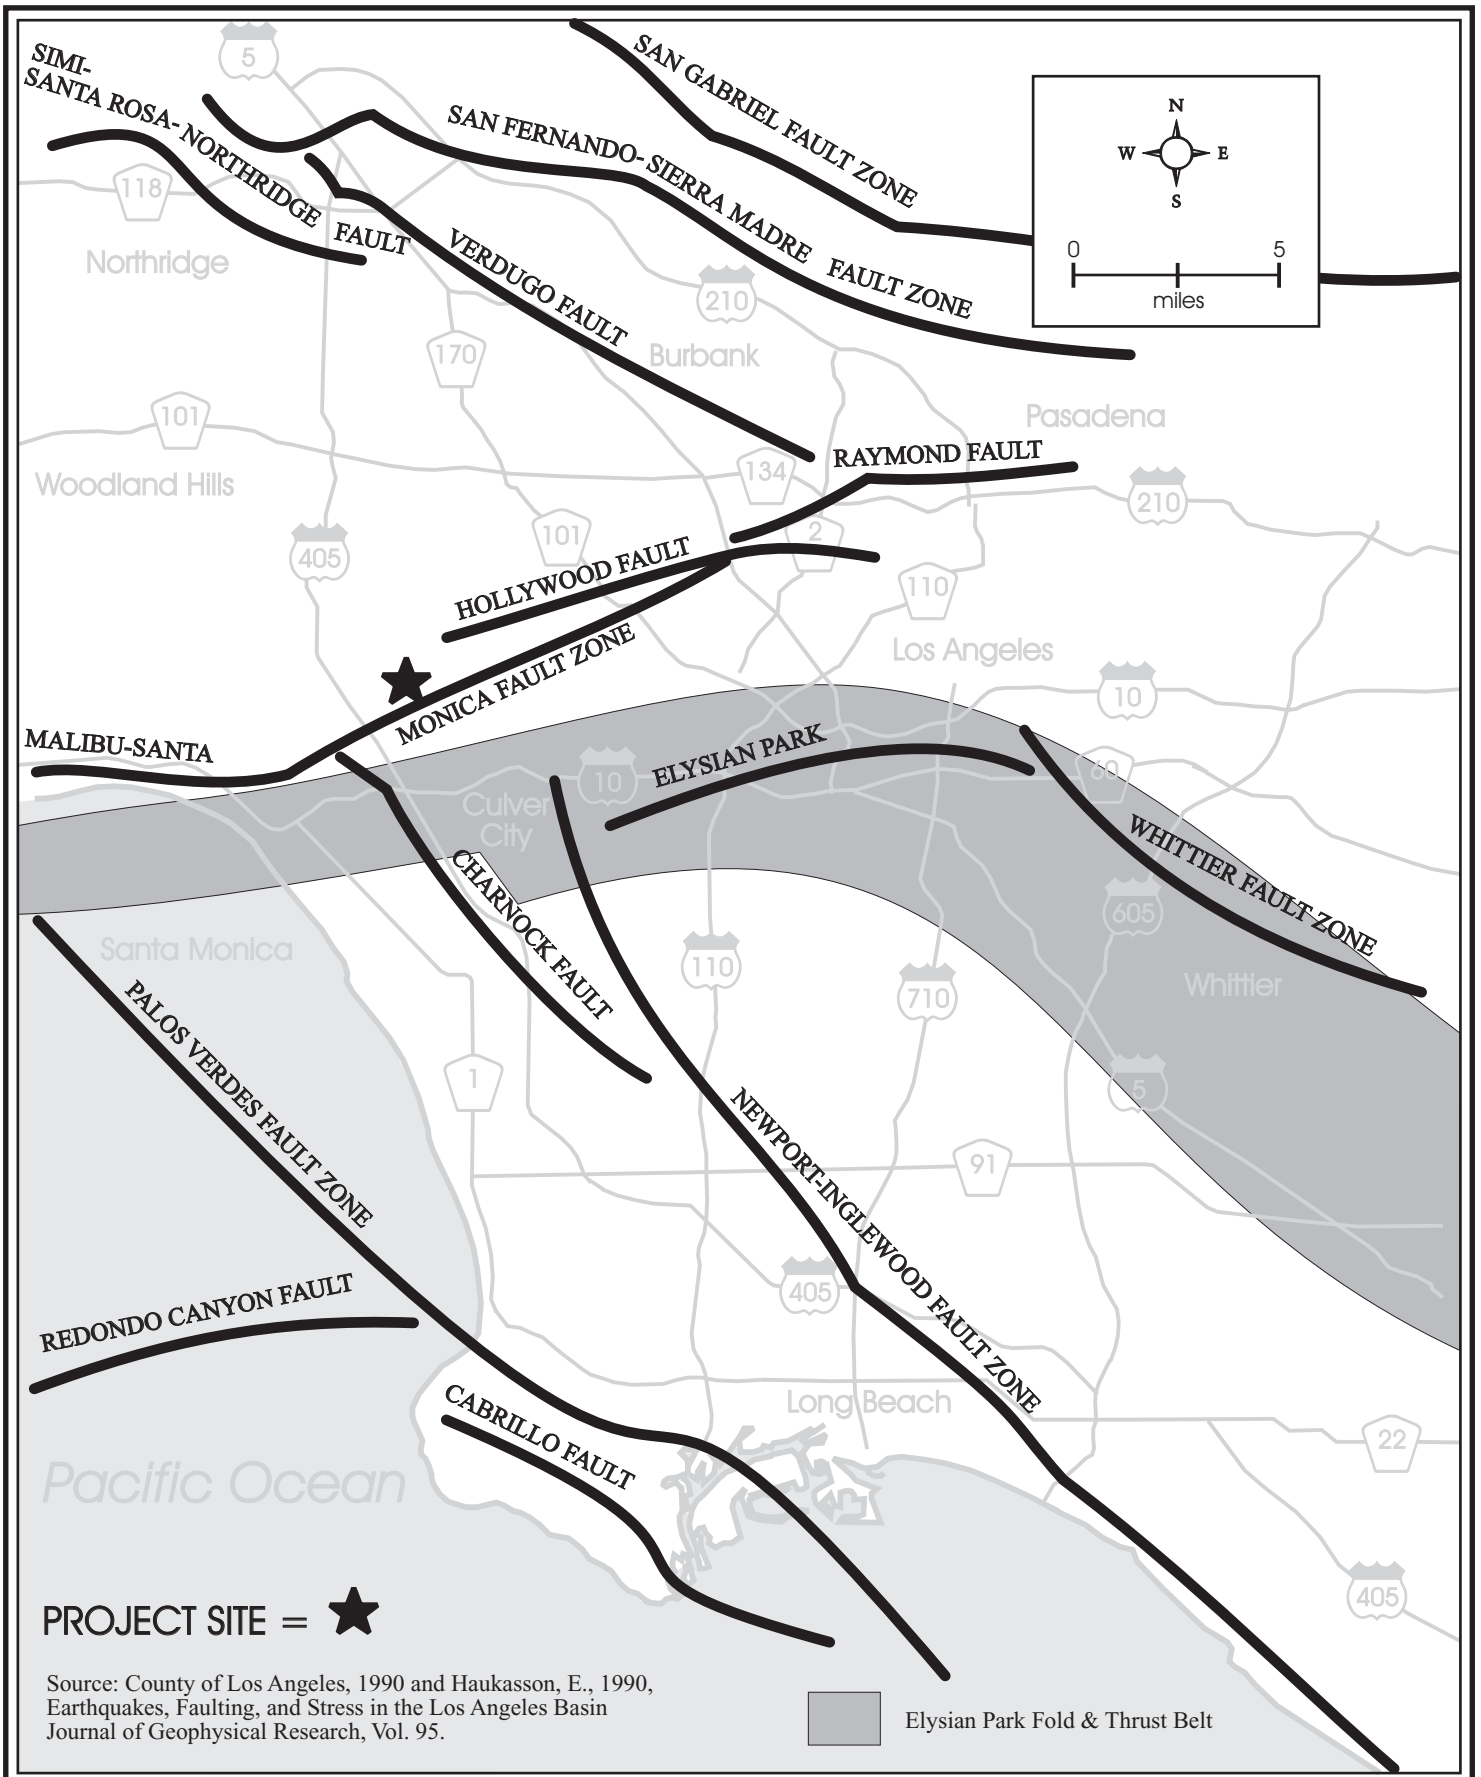 5
SIMI-
SANTA ROSA- NORTHRIDGE FAULT
SAN GABRIEL FAULT ZONE
SAN FERNANDO- SIERRA MADRE FAULT ZONE
N
W E
S
0 5
miles
118
Northridge
VERDUGO FAULT
210
170
Burbank
101
Pasadena
RAYMOND FAULT
134
Woodland Hills
210
405
101
2
HOLLYWOOD FAULT
110
MONICA FAULT ZONE
Los Angeles
10
MALIBU-SANTA
ELYSIAN PARK
10
60
Culver
City
WHITTIER FAULT ZONE
CHARNOCK FAULT
605
Santa Monica
110
710
Whittier
PALOS VERDES FAULT ZONE
1
5
NEWPORT-INGLEWOOD FAULT ZONE
91
405
REDONDO CANYON FAULT
Long Beach
CABRILLO FAULT
22
Pacific Ocean
405
PROJECT SITE =
Source: County of Los Angeles, 1990 and Haukasson, E., 1990,
Earthquakes, Faulting, and Stress in the Los Angeles Basin
Journal of Geophysical Research, Vol. 95.
Elysian Park Fold & Thrust Belt